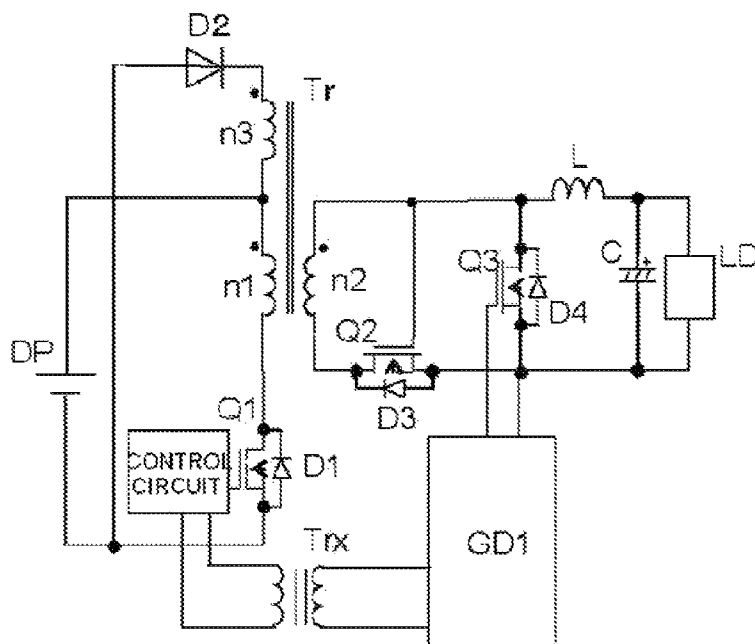 D2
Tr
n3
L
n1
n2
Q3
C
+
LD
D4
DP
Q2
D3
Q1
CONTROL
CIRCUIT
D1
Trx
GD1